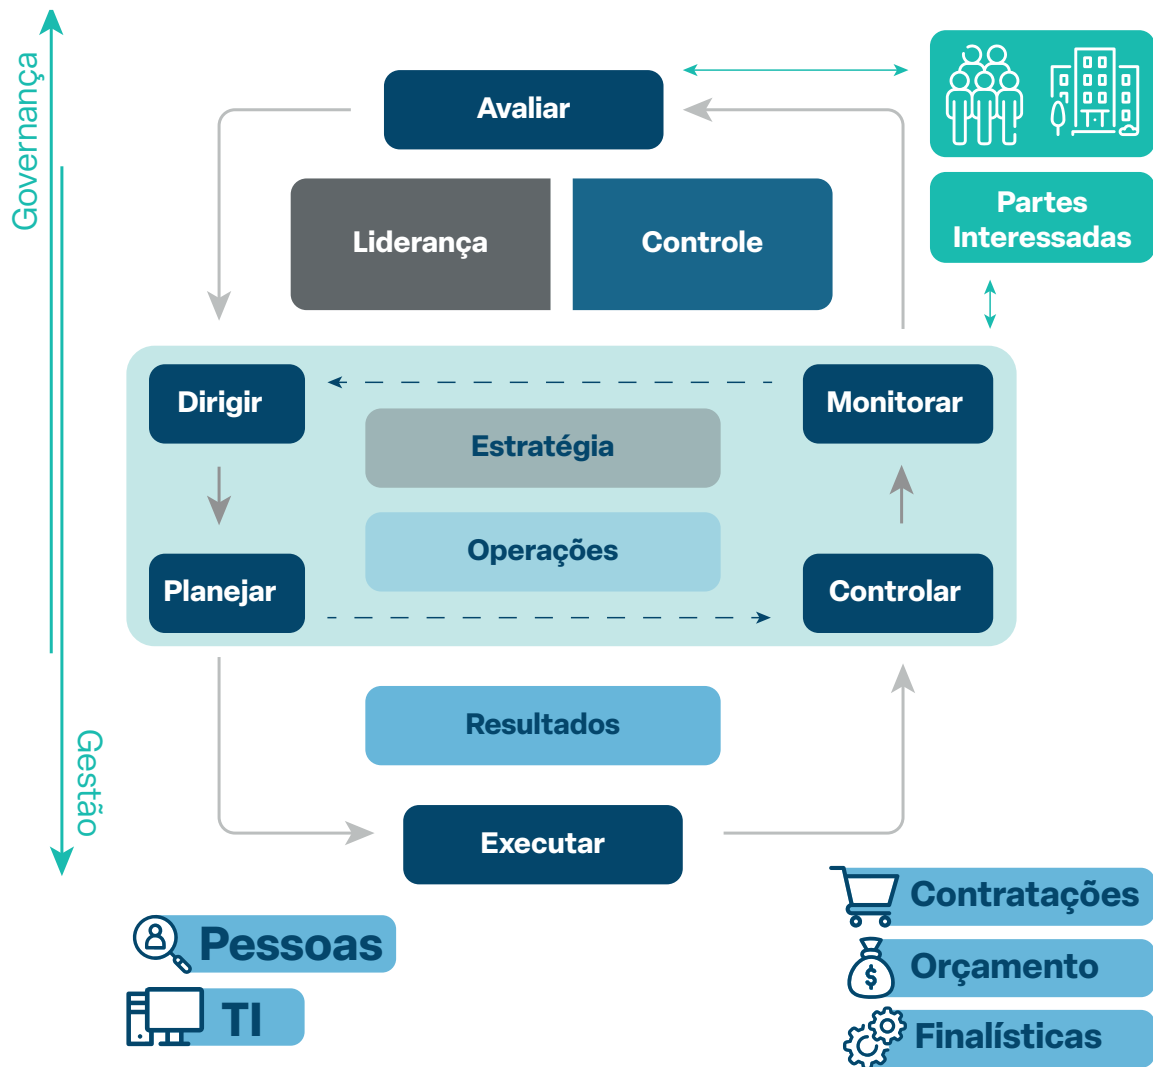 Governança
Avaliar
Partes
Interessadas
Liderança
Controle
Dirigir
Monitorar
Estratégia
Operações
Planejar
Controlar
Resultados
Gestão
Executar
Pessoas
TI
Contratações
$
Orçamento
Finalísticas